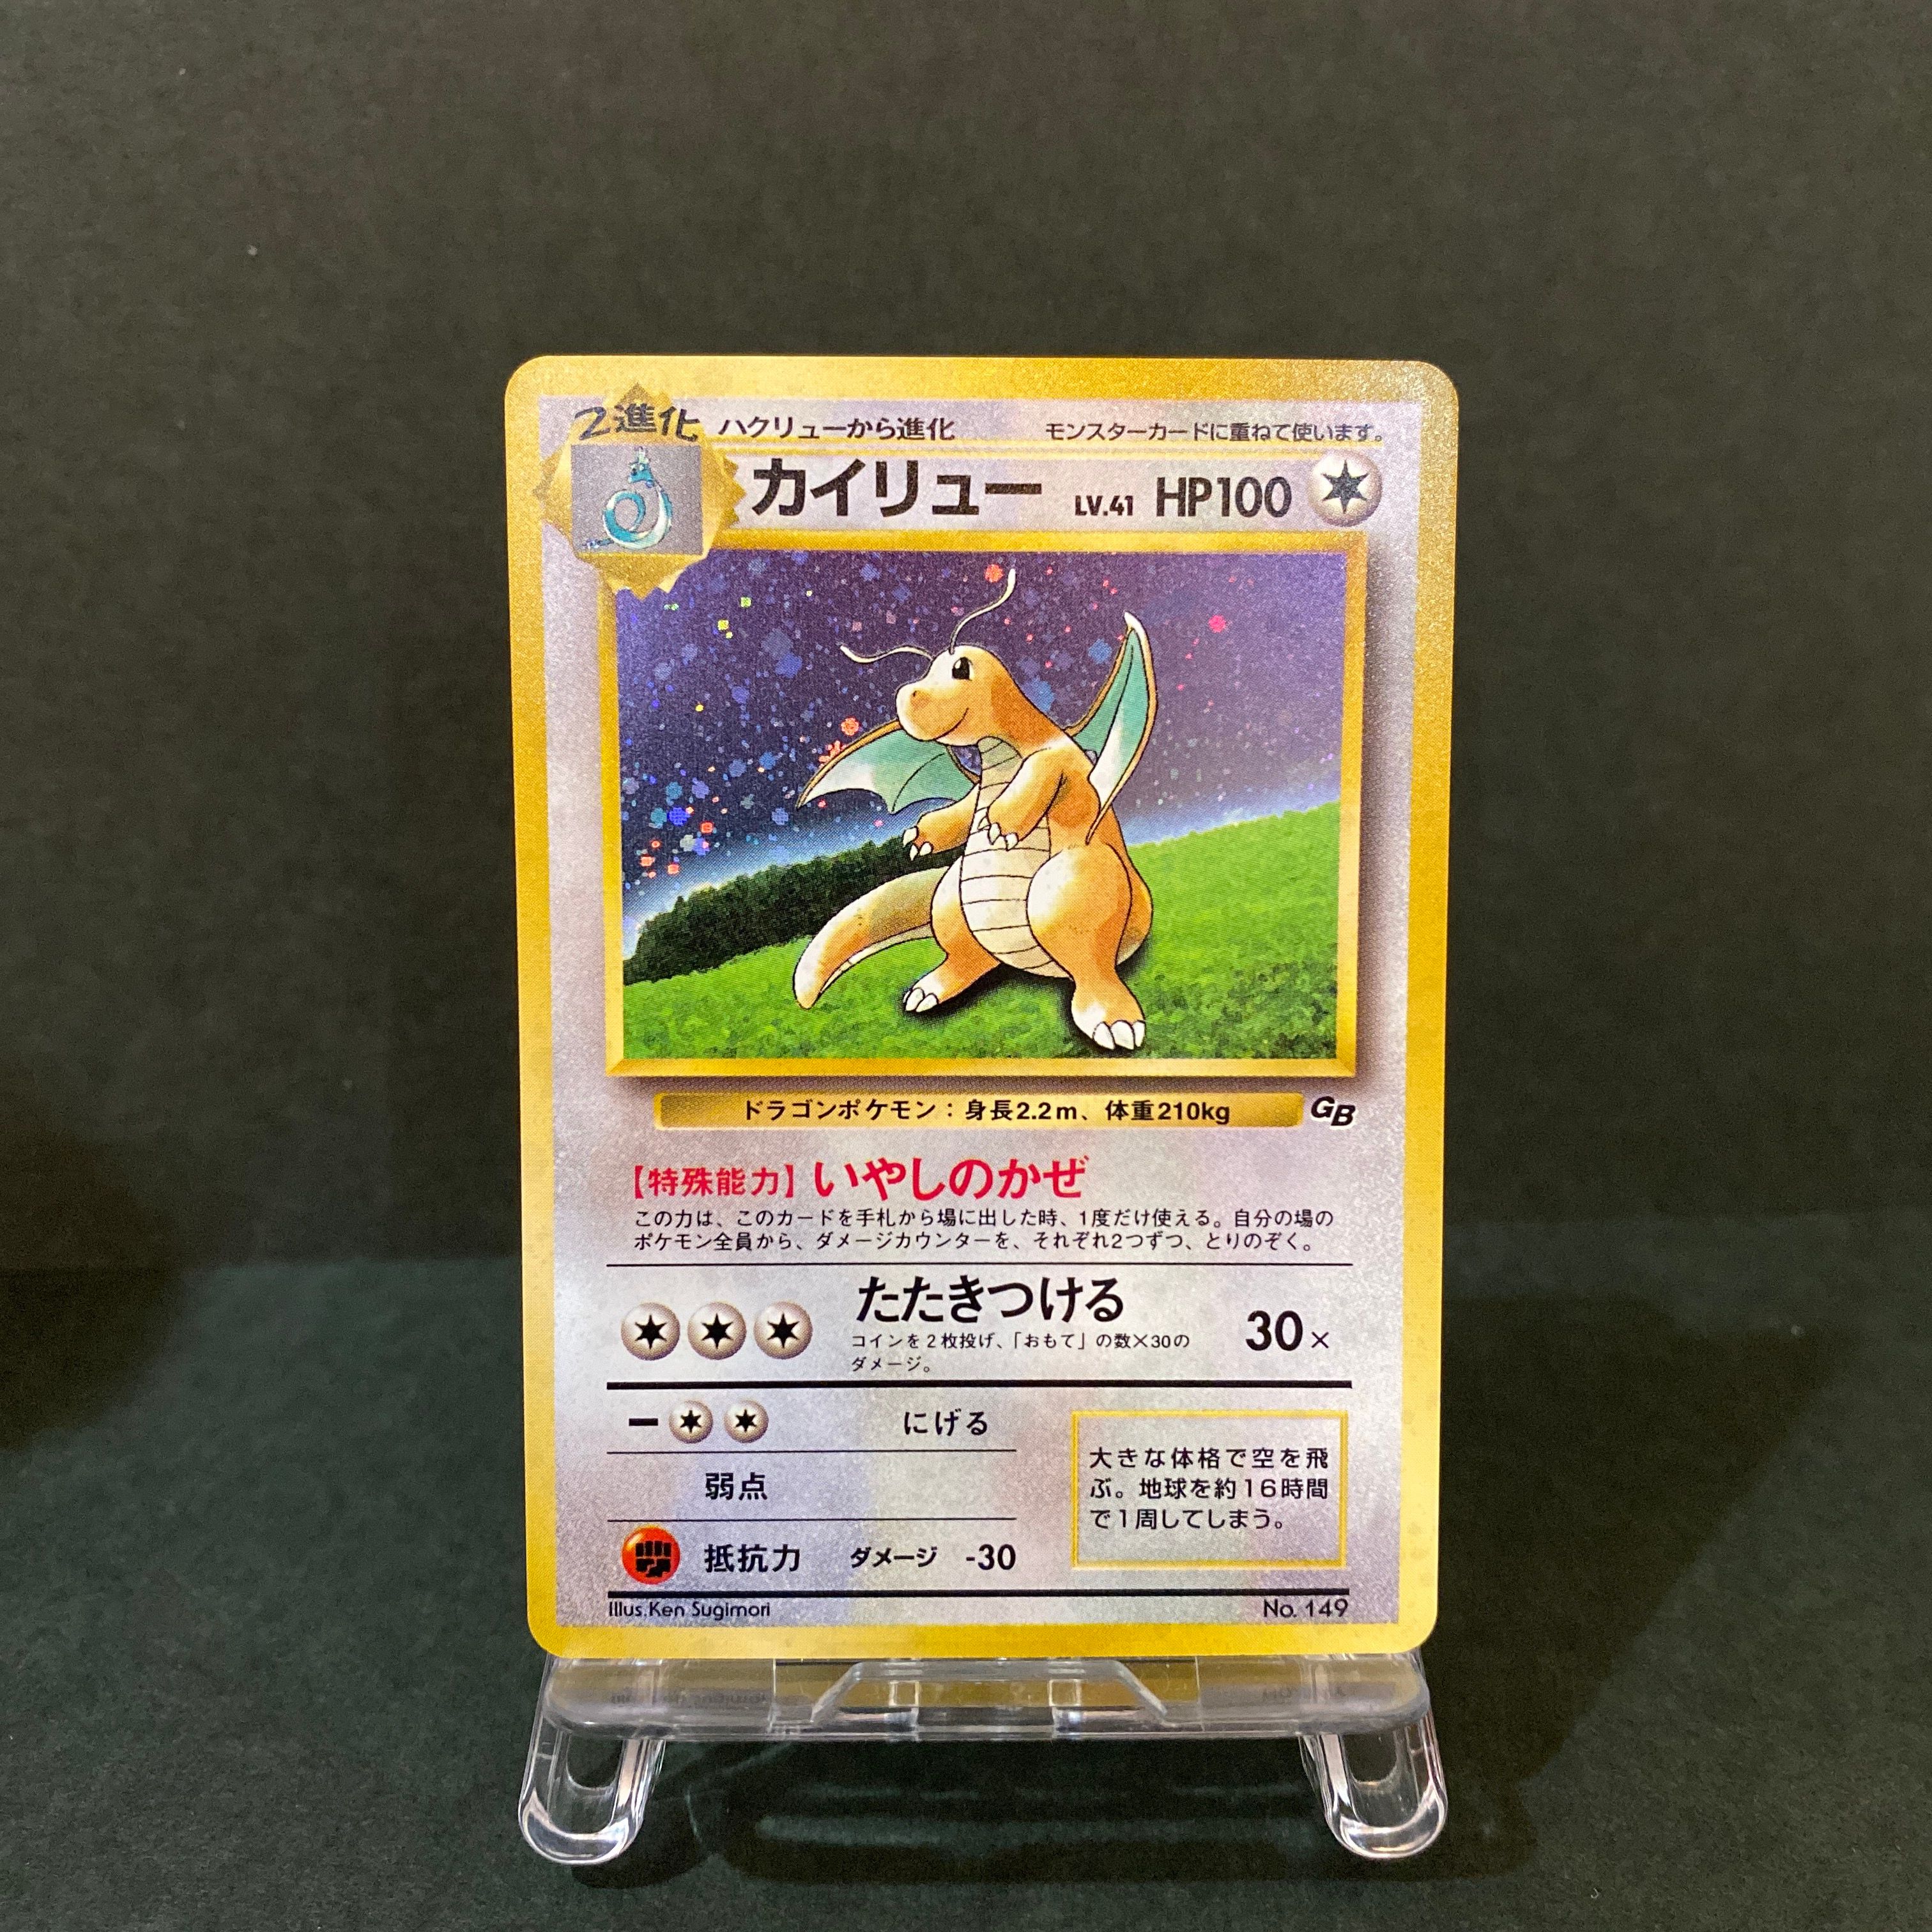 2進化 ハクリューから進化 モンスターカードに重ねて使います。
カイリュー LV.41 HP100
ドラゴンポケモン：身長2.2m、体重210kg GB
【特殊能力】いやしのかぜ
この力は、このカードを手札から場に出した時、1度だけ使える。自分の場の
ポケモン全員から、ダメージカウンターを、それぞれ2つずつ、とりのぞく。
たたきつける 30×
コインを2枚投げ、「おもて」の数×30の
ダメージ。
ー にげる
弱点
抵抗力 ダメージ -30
大きな体格で空を飛
ぶ。地球を約16時間
で1周してしまう。
Illus.Ken Sugimori No. 149